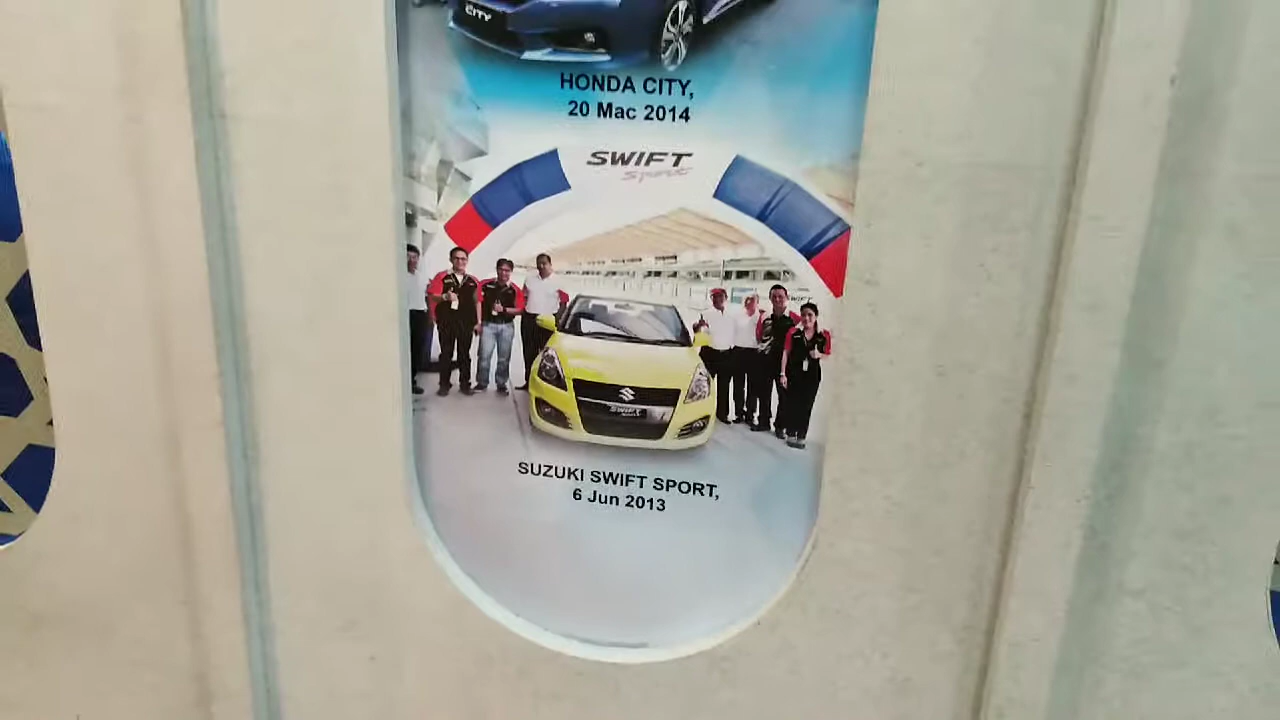 CITY
HONDA CITY,
20 Mac 2014
SWIFT
Sport
SWIFT
SUZUKI SWIFT SPORT,
6 Jun 2013